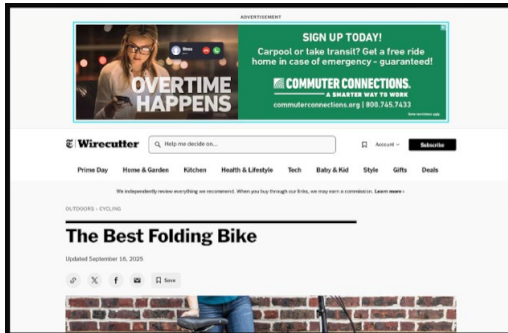 ADVERTISEMENT
SIGN UP TODAY!
Carpool or take transit? Get a free ride
home in case of emergency - guaranteed!
OVERTIME
HAPPENS
COMMUTER CONNECTIONS.
A SMARTER WAY TO WORK
commuterconnections.org | 800.745.7433
Wirecutter
Help me decide on...
Account
Subscribe
Prime Day Home & Garden Kitchen Health & Lifestyle Tech Baby & Kid Style Gifts Deals
We independently review everything we recommend. When you buy through our links, we may earn a commission. Learn more ›
OUTDOORS › CYCLING
The Best Folding Bike
Updated September 16, 2025
Save